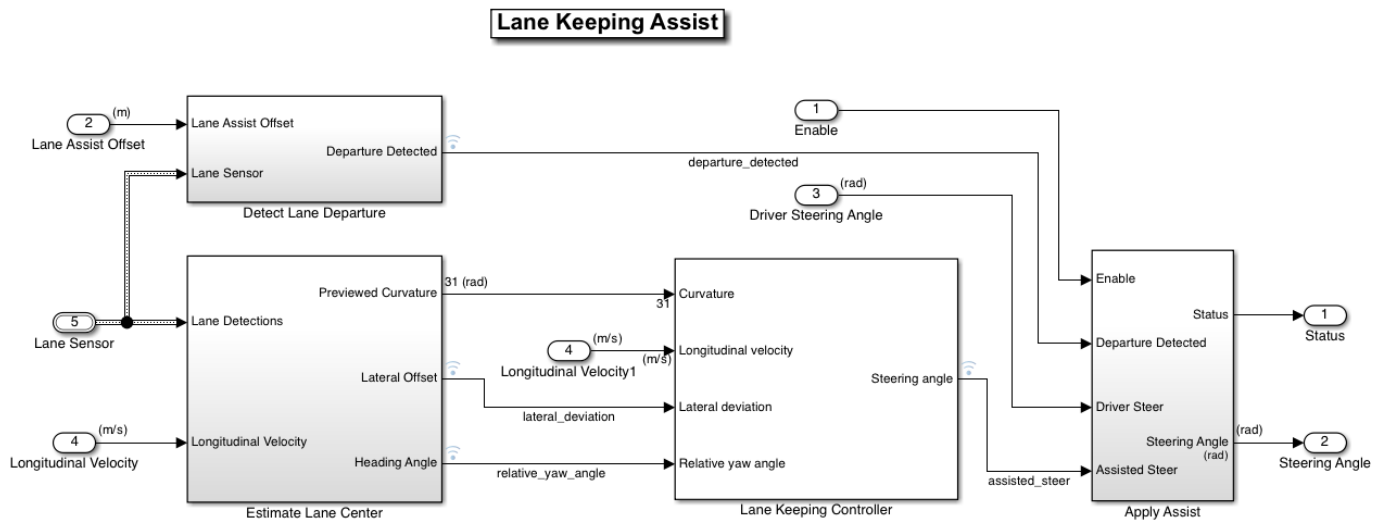 Lane Keeping Assist
2
(m)
Lane Assist Offset
Lane Assist Offset
Lane Sensor
Departure Detected
Detect Lane Departure
departure_detected
1
Enable
3
(rad)
Driver Steering Angle
5
Lane Sensor
4
(m/s)
Longitudinal Velocity
Previewed Curvature
Lane Detections
Lateral Offset
Longitudinal Velocity
Heading Angle
Estimate Lane Center
31 (rad)
31
4
(m/s)
(m/s)
Longitudinal Velocity1
lateral_deviation
relative_yaw_angle
Curvature
Longitudinal velocity
Steering angle
Lateral deviation
Relative yaw angle
Lane Keeping Controller
assisted_steer
Enable
Status
Departure Detected
Driver Steer
Steering Angle
(rad)
Assisted Steer
Apply Assist
1
Status
(rad)
2
Steering Angle